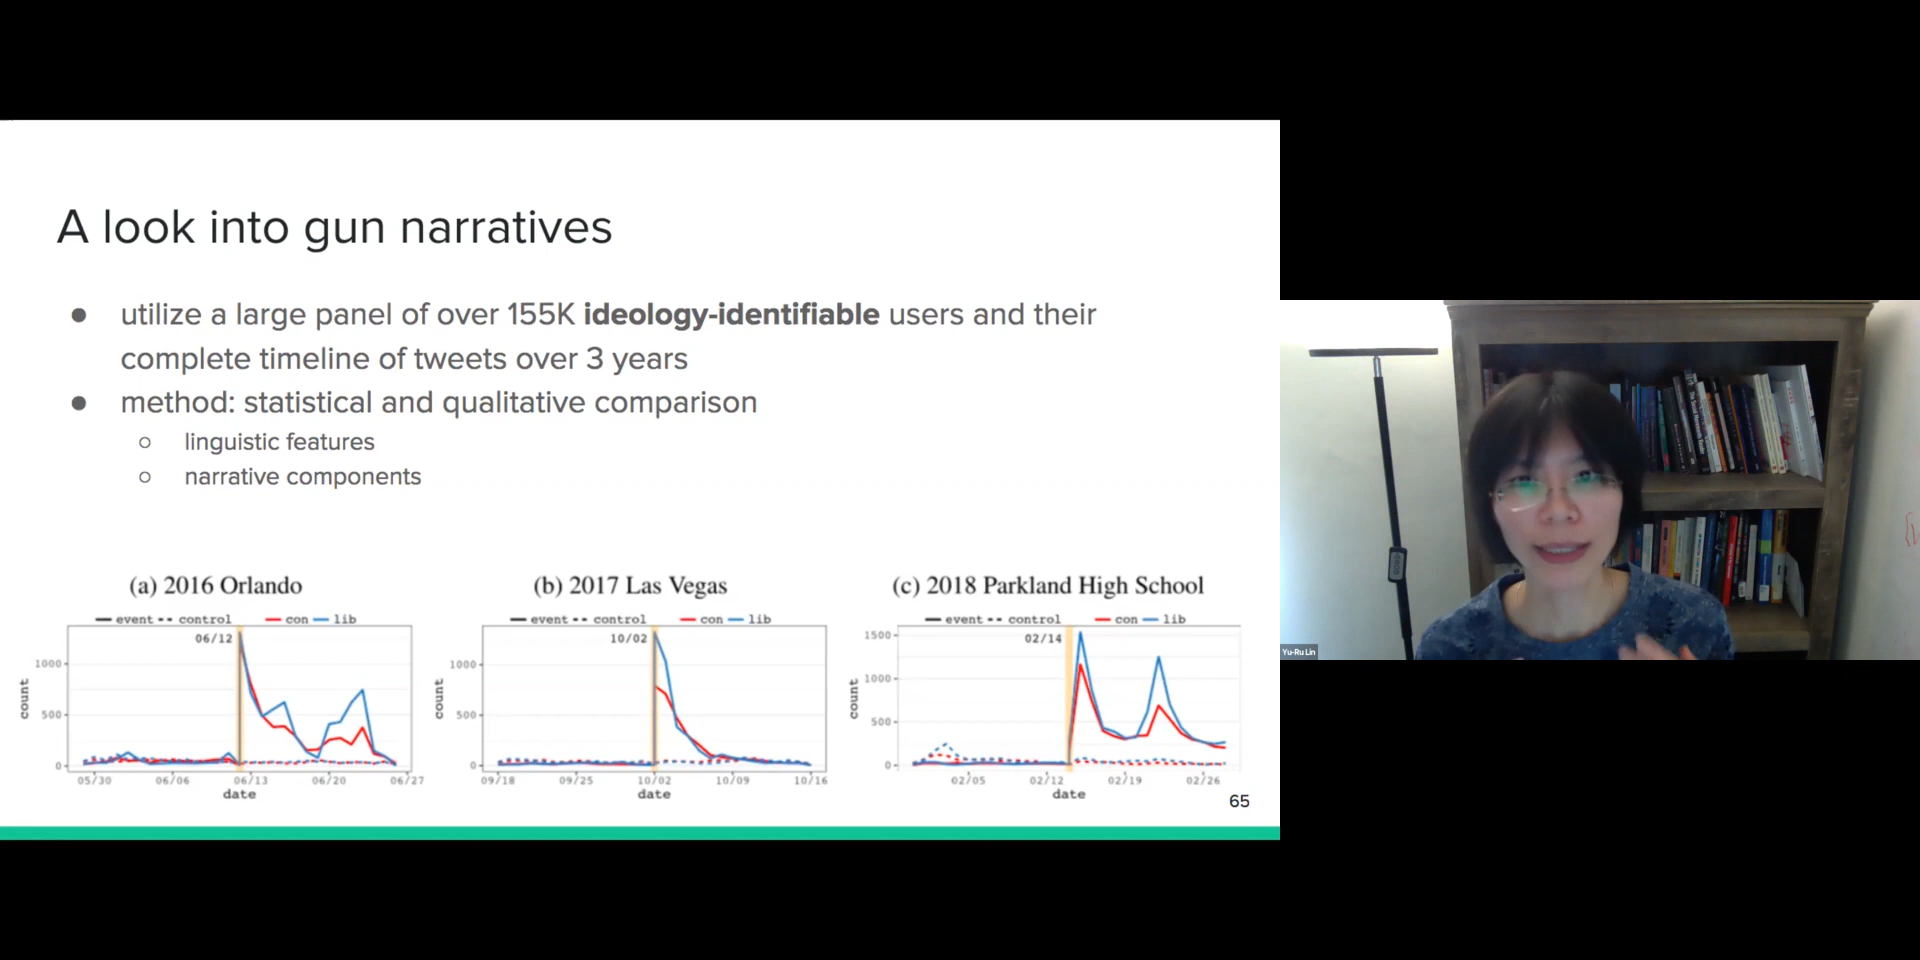 A look into gun narratives
● utilize a large panel of over 155K ideology-identifiable users and their
complete timeline of tweets over 3 years
● method: statistical and qualitative comparison
○ linguistic features
○ narrative components
(a) 2016 Orlando
event control con lib
06/12
1000
500
0
count
05/30 06/06 06/13 06/20 06/27
date
(b) 2017 Las Vegas
event control con lib
10/02
1000
500
0
count
09/18 09/25 10/02 10/09 10/16
date
(c) 2018 Parkland High School
event control con lib
02/14
1500
1000
500
0
count
02/05 02/12 02/19 02/26
date
65
Yu-Ru Lin